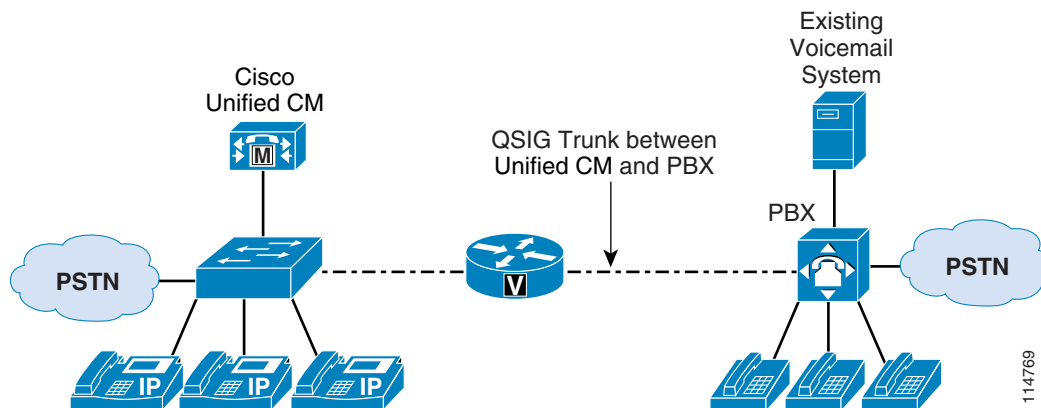 Existing
Voicemail
System
Cisco
Unified CM
M
QSIG Trunk between
Unified CM and PBX
PBX
PSTN
V
PSTN
IP
IP
IP
114769